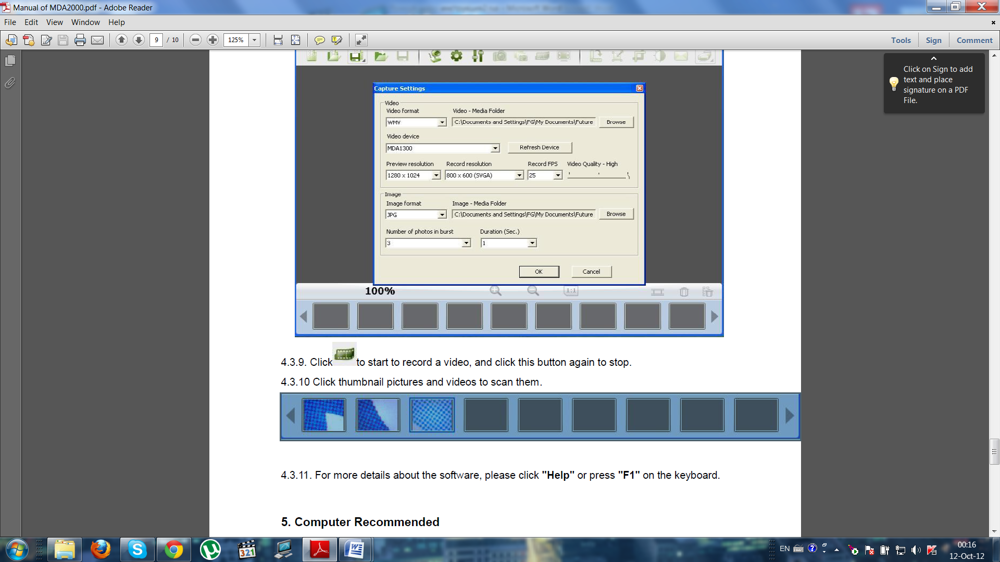 Manual of MDA2000.pdf - Adobe Reader
File Edit View Window Help
9 / 10 125% Tools Sign Comment
Click on Sign to add
text and place
signature on a PDF
File.
Capture Settings
Video
Video format Video - Media Folder
WMV C:\Documents and Settings\FG\My Documents\Future Browse
Video device
MDA1300 Refresh Device
Preview resolution Record resolution Record FPS Video Quality - High
1280 x 1024 800 x 600 (SVGA) 25
Image
Image format Image - Media Folder
JPG C:\Documents and Settings\FG\My Documents\Future Browse
Number of photos in burst Duration (Sec.)
3 1
OK Cancel
100% 1:1
4.3.9. Click to start to record a video, and click this button again to stop.
4.3.10 Click thumbnail pictures and videos to scan them.
4.3.11. For more details about the software, please click "Help" or press "F1" on the keyboard.
5. Computer Recommended
321
EN
00:16
12-Oct-12